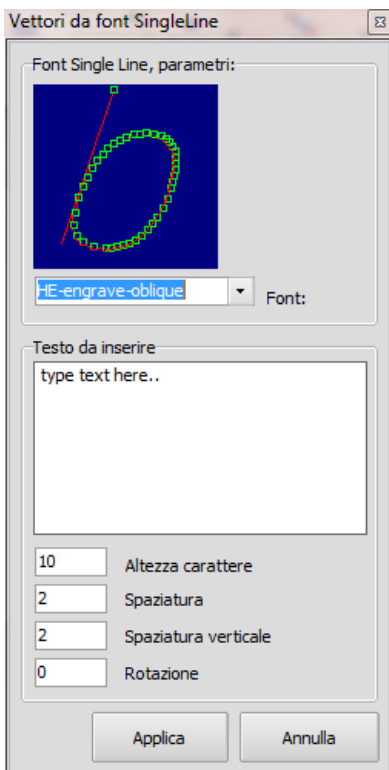 Vettori da font SingleLine
Font Single Line, parametri:
HE-engrave-oblique Font:
Testo da inserire
type text here..
10 Altezza carattere
2 Spaziatura
2 Spaziatura verticale
0 Rotazione
Applica Annulla